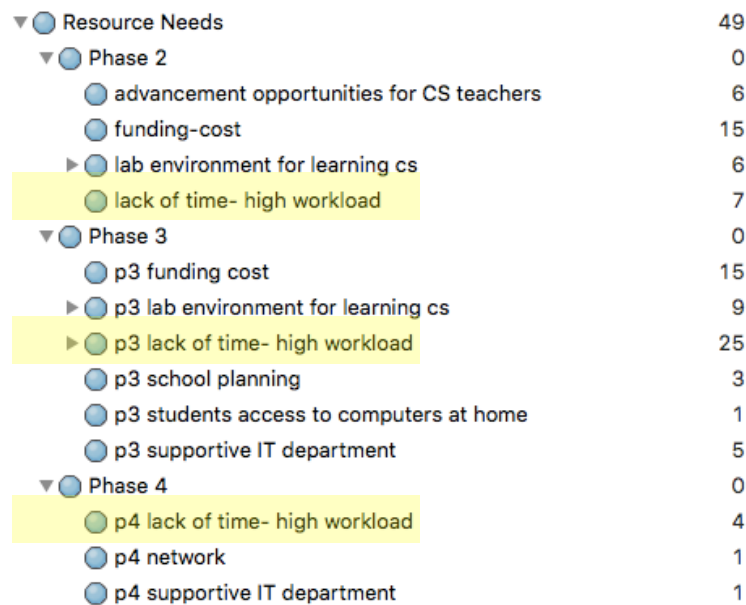 Resource Needs 49
Phase 2 0
advancement opportunities for CS teachers 6
funding-cost 15
lab environment for learning cs 6
lack of time- high workload 7
Phase 3 0
p3 funding cost 15
p3 lab environment for learning cs 9
p3 lack of time- high workload 25
p3 school planning 3
p3 students access to computers at home 1
p3 supportive IT department 5
Phase 4 0
p4 lack of time- high workload 4
p4 network 1
p4 supportive IT department 1